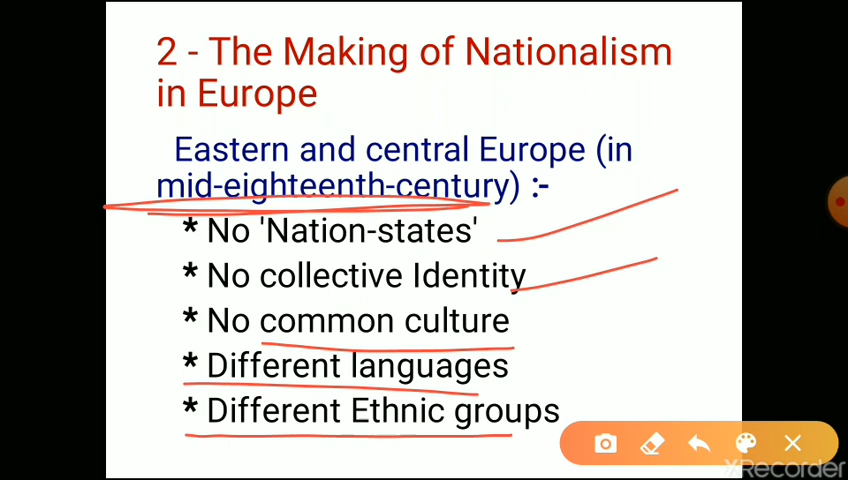 2 - The Making of Nationalism
in Europe
Eastern and central Europe (in
mid-eighteenth-century) :-
* No 'Nation-states'
* No collective Identity
* No common culture
* Different languages
* Different Ethnic groups
XRecorder